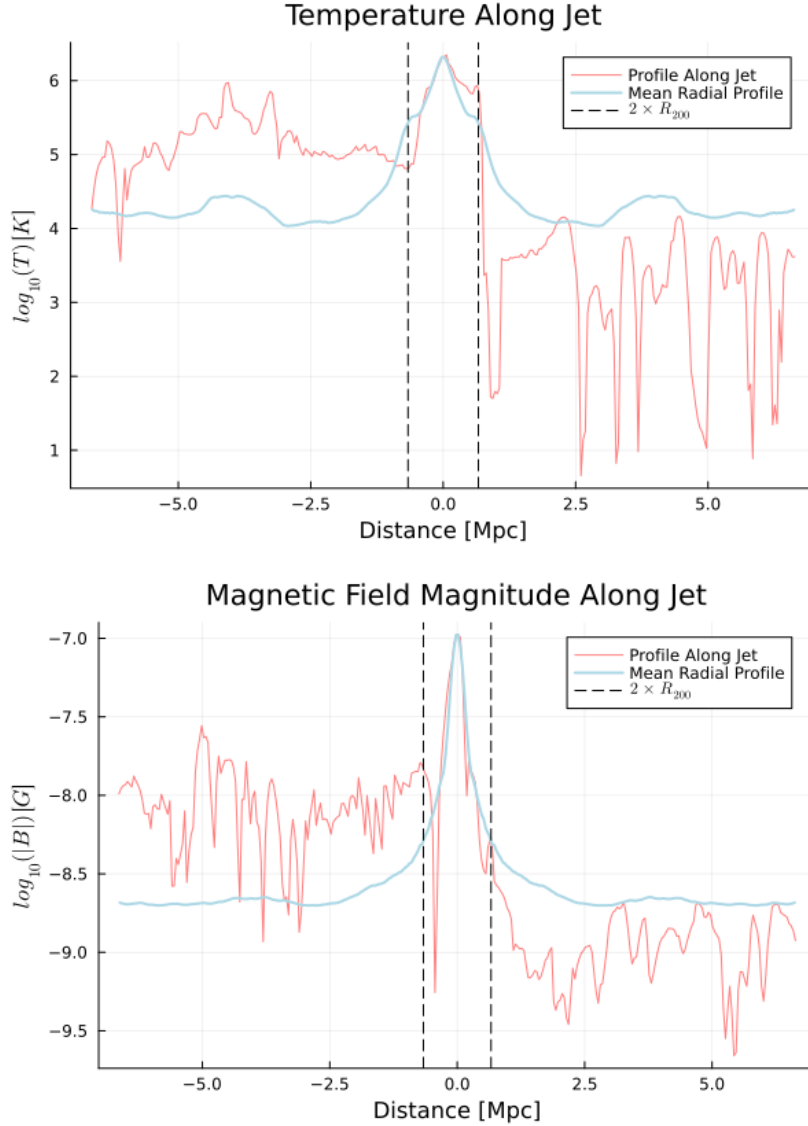 Temperature Along Jet
Profile Along Jet
Mean Radial Profile
2 × R₂₀₀
6
5
4
3
2
1
log₁₀(T)[K]
−5.0 −2.5 0.0 2.5 5.0
Distance [Mpc]
Magnetic Field Magnitude Along Jet
Profile Along Jet
Mean Radial Profile
2 × R₂₀₀
−7.0
−7.5
−8.0
−8.5
−9.0
−9.5
log₁₀(|B|)[G]
−5.0 −2.5 0.0 2.5 5.0
Distance [Mpc]